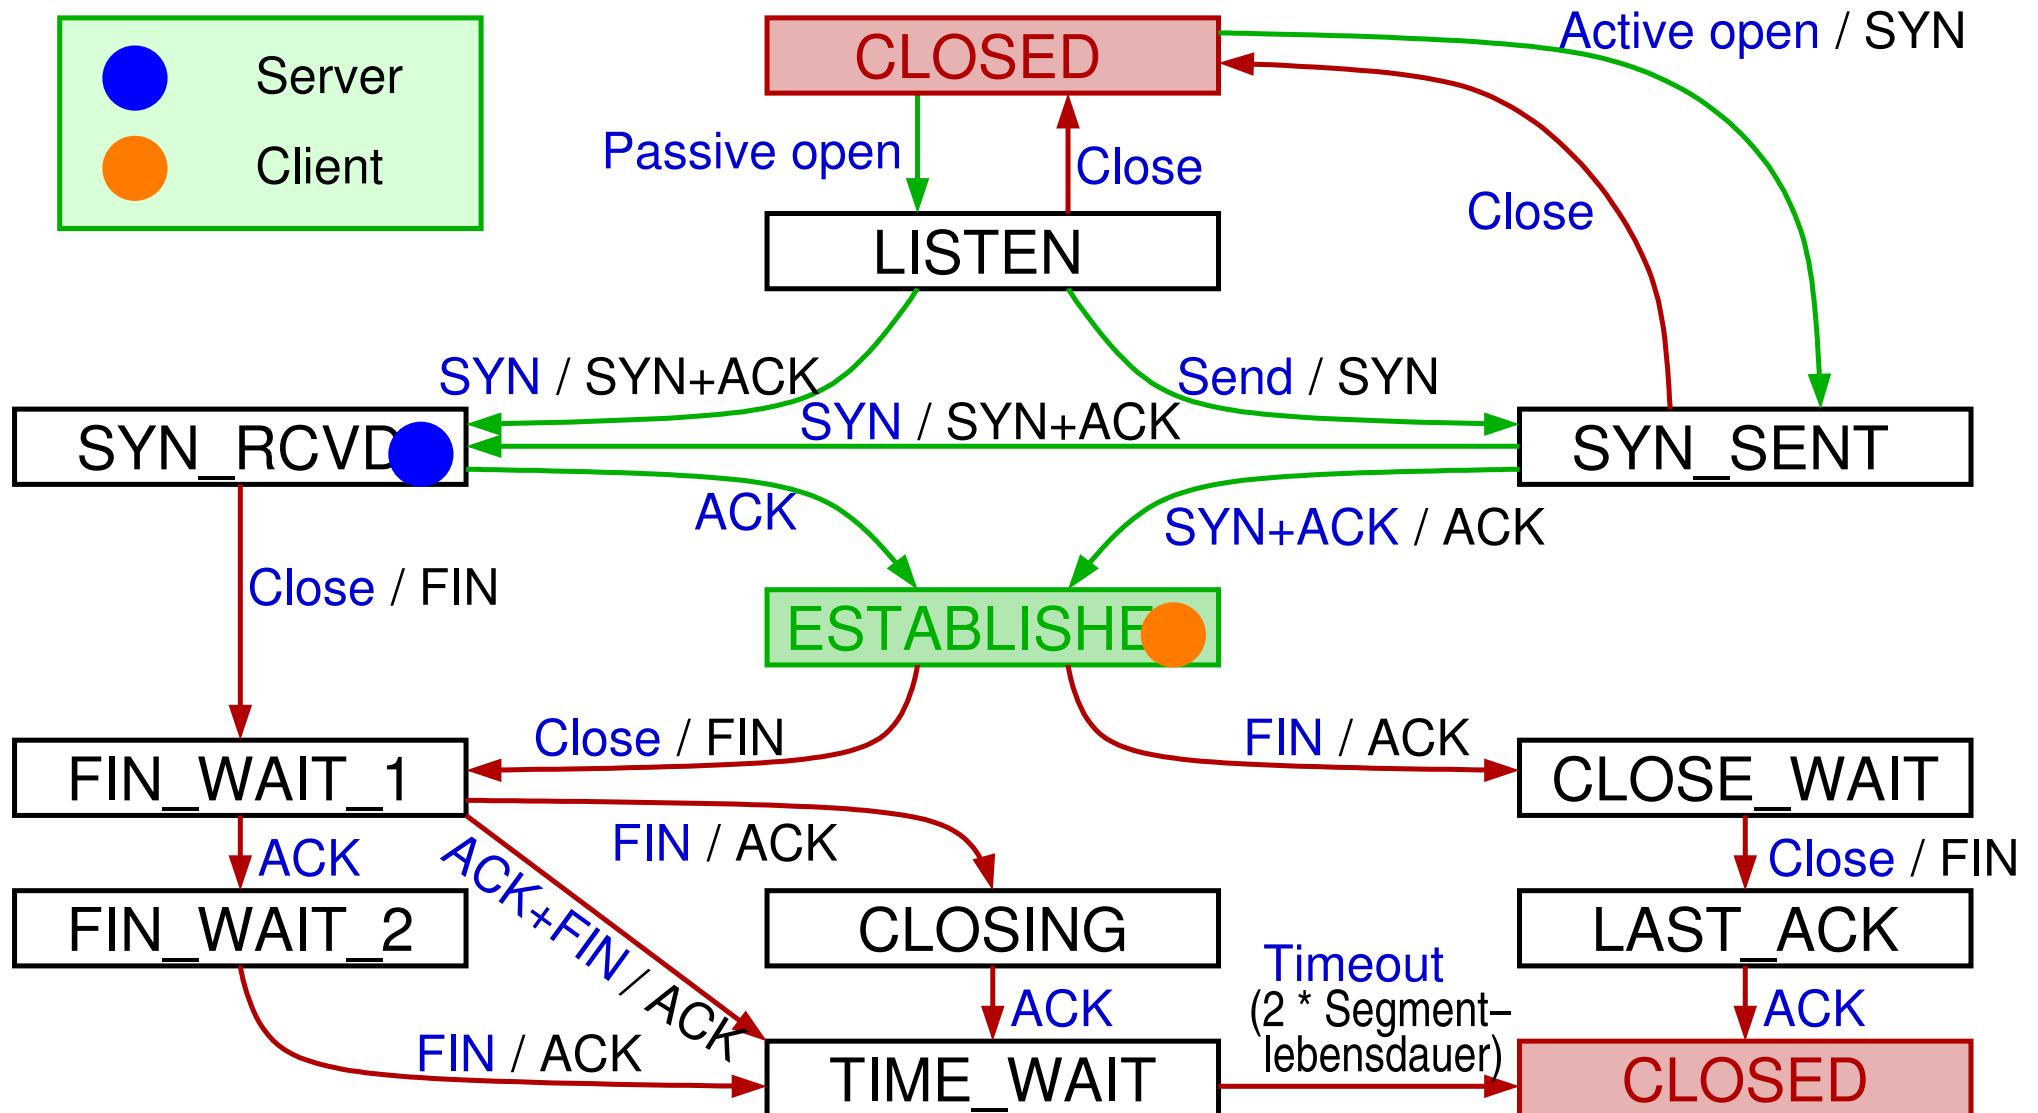 Server
Client
CLOSED
Active open / SYN
Passive open
Close
Close
LISTEN
SYN / SYN+ACK
Send / SYN
SYN / SYN+ACK
SYN_RCVD
SYN_SENT
ACK
SYN+ACK / ACK
Close / FIN
ESTABLISHE
Close / FIN
FIN / ACK
FIN_WAIT_1
CLOSE_WAIT
ACK
ACK+FIN / ACK
FIN / ACK
Close / FIN
FIN_WAIT_2
CLOSING
LAST_ACK
Timeout
(2 * Segment–
lebensdauer)
ACK
ACK
FIN / ACK
TIME_WAIT
CLOSED